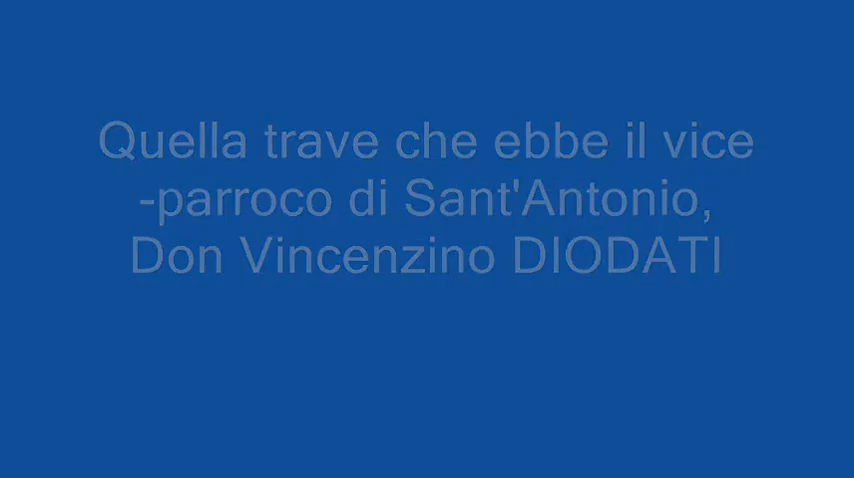 Quella trave che ebbe il vice
-parroco di Sant'Antonio,
Don Vincenzino DIODATI